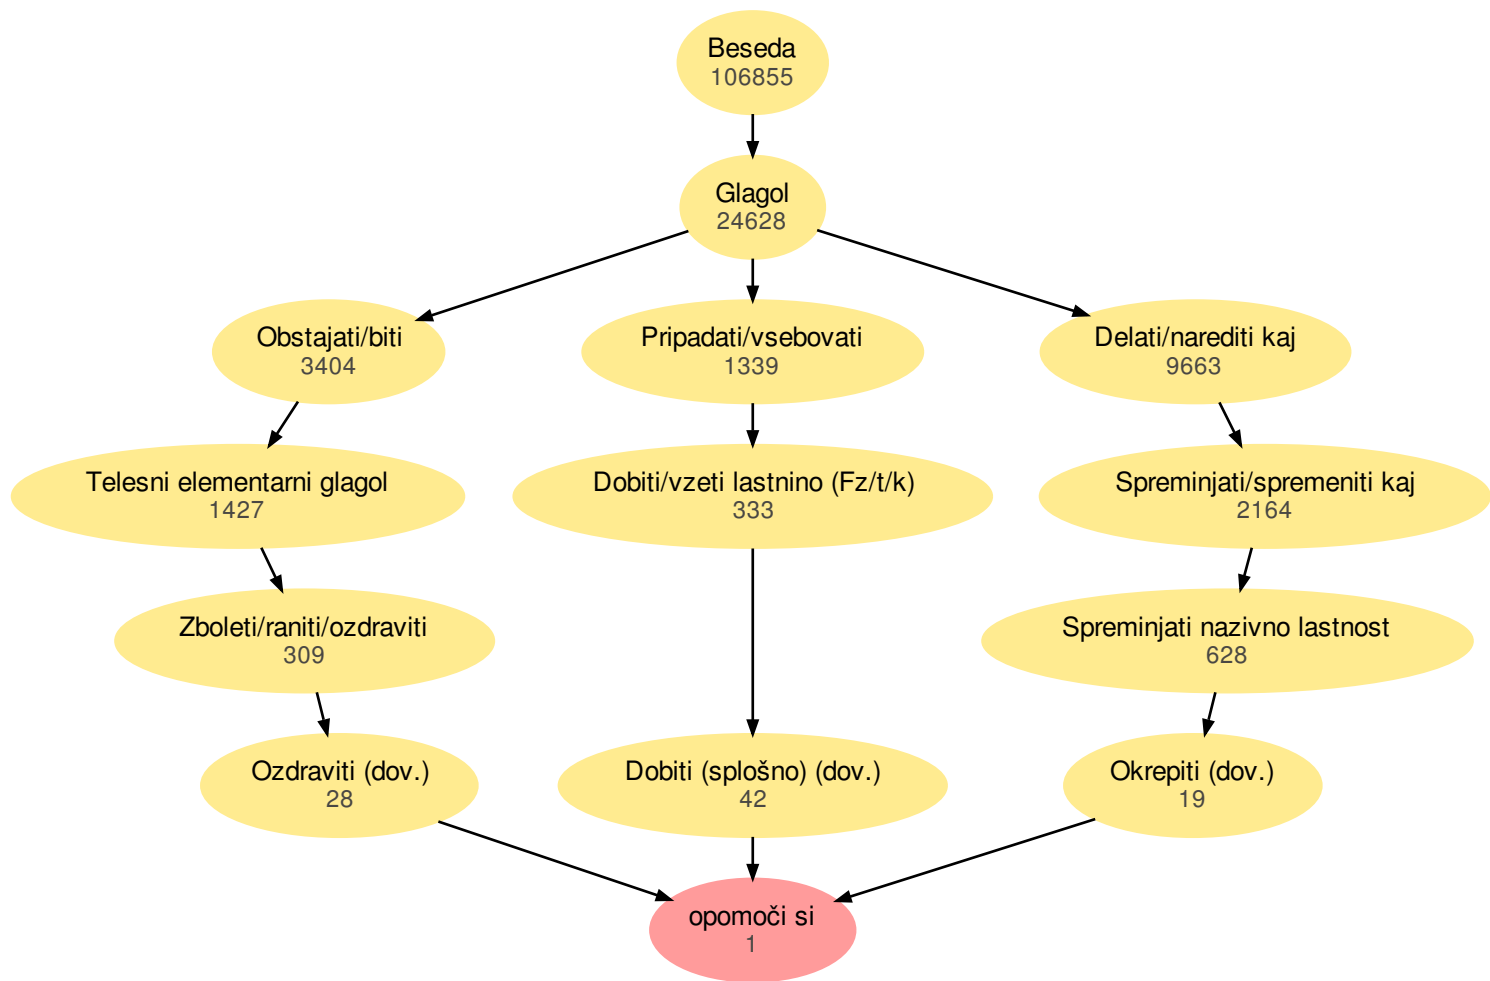 Beseda
106855
Glagol
24628
Obstajati/biti
3404
Pripadati/vsebovati
1339
Delati/narediti kaj
9663
Telesni elementarni glagol
1427
Dobiti/vzeti lastnino (Fz/t/k)
333
Spreminjati/spremeniti kaj
2164
Zboleti/raniti/ozdraviti
309
Spreminjati nazivno lastnost
628
Ozdraviti (dov.)
28
Dobiti (splošno) (dov.)
42
Okrepiti (dov.)
19
opomoči si
1